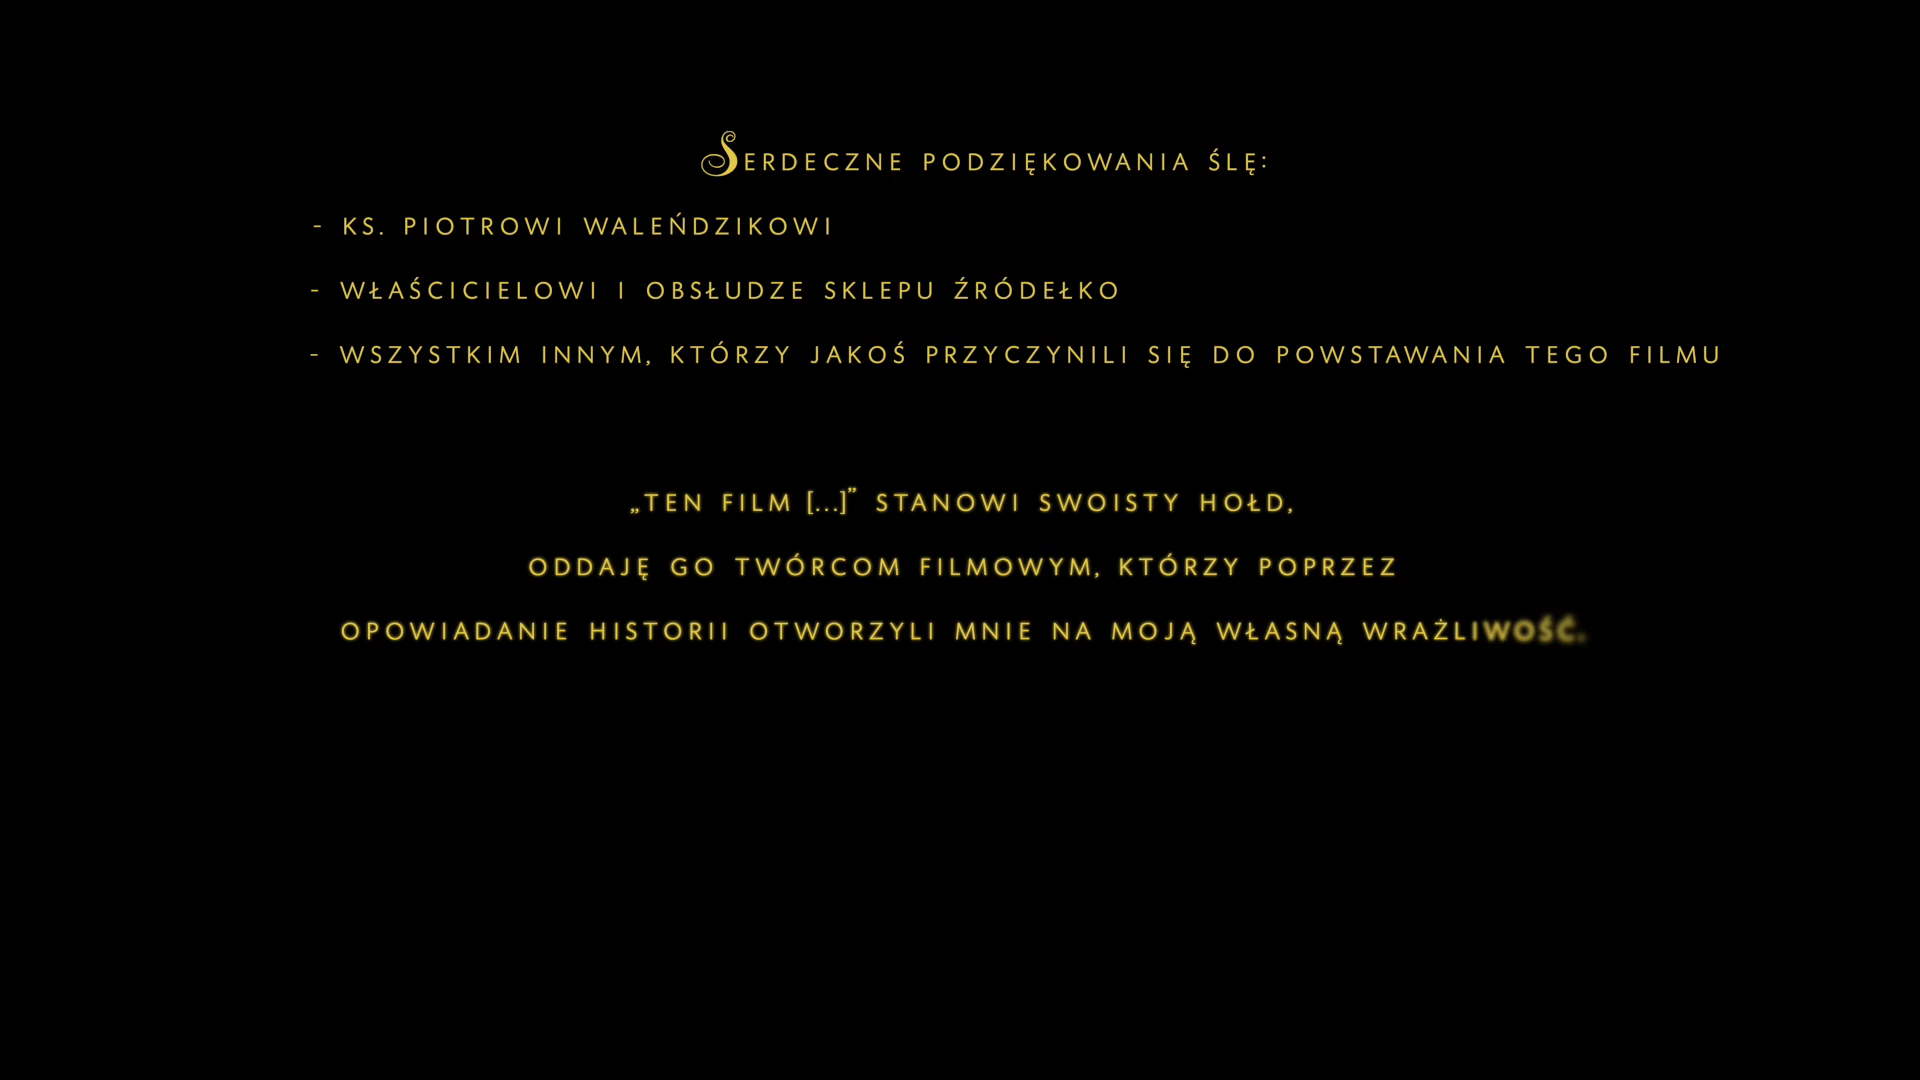 Serdeczne podziękowania ślę:
- KS. PIOTROWI WALEŃDZIKOWI
- WŁAŚCICIELOWI I OBSŁUDZE SKLEPU ŹRÓDEŁKO
- WSZYSTKIM INNYM, KTÓRZY JAKOŚ PRZYCZYNILI SIĘ DO POWSTAWANIA TEGO FILMU
„TEN FILM [...]” STANOWI SWOISTY HOŁD,
ODDAJĘ GO TWÓRCOM FILMOWYM, KTÓRZY POPRZEZ
OPOWIADANIE HISTORII OTWORZYLI MNIE NA MOJĄ WŁASNĄ WRAŻLIWOŚĆ.